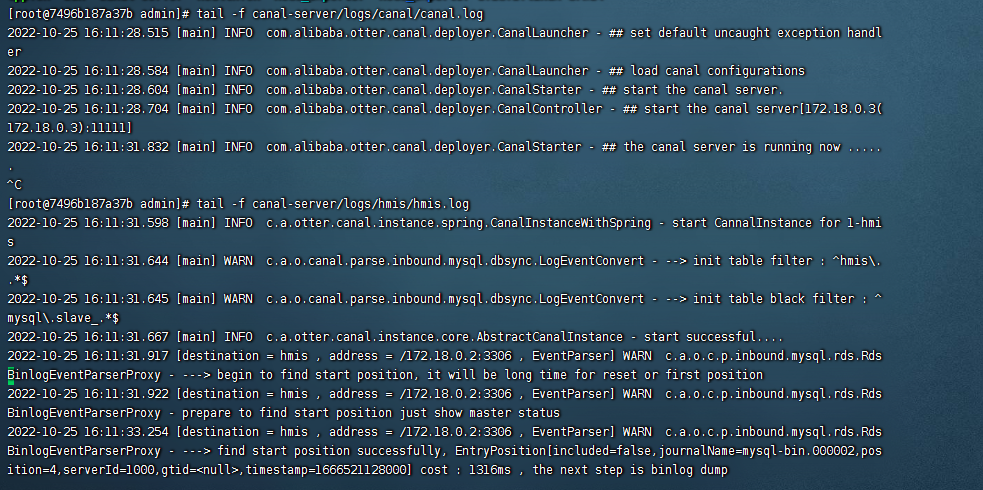 [root@7496b187a37b admin]# tail -f canal-server/logs/canal/canal.log
2022-10-25 16:11:28.515 [main] INFO  com.alibaba.otter.canal.deployer.CanalLauncher - ## set default uncaught exception handl
er
2022-10-25 16:11:28.584 [main] INFO  com.alibaba.otter.canal.deployer.CanalLauncher - ## load canal configurations
2022-10-25 16:11:28.604 [main] INFO  com.alibaba.otter.canal.deployer.CanalStarter - ## start the canal server.
2022-10-25 16:11:28.704 [main] INFO  com.alibaba.otter.canal.deployer.CanalController - ## start the canal server[172.18.0.3(
172.18.0.3):11111]
2022-10-25 16:11:31.832 [main] INFO  com.alibaba.otter.canal.deployer.CanalStarter - ## the canal server is running now .....
.
^C
[root@7496b187a37b admin]# tail -f canal-server/logs/hmis/hmis.log
2022-10-25 16:11:31.598 [main] INFO  c.a.otter.canal.instance.spring.CanalInstanceWithSpring - start CannalInstance for 1-hmi
s
2022-10-25 16:11:31.644 [main] WARN  c.a.o.canal.parse.inbound.mysql.dbsync.LogEventConvert - --> init table filter : ^hmis\.
.*$
2022-10-25 16:11:31.645 [main] WARN  c.a.o.canal.parse.inbound.mysql.dbsync.LogEventConvert - --> init table black filter : ^
mysql\.slave_.*$
2022-10-25 16:11:31.667 [main] INFO  c.a.otter.canal.instance.core.AbstractCanalInstance - start successful....
2022-10-25 16:11:31.917 [destination = hmis , address = /172.18.0.2:3306 , EventParser] WARN  c.a.o.c.p.inbound.mysql.rds.Rds
BinlogEventParserProxy - ---> begin to find start position, it will be long time for reset or first position
2022-10-25 16:11:31.922 [destination = hmis , address = /172.18.0.2:3306 , EventParser] WARN  c.a.o.c.p.inbound.mysql.rds.Rds
BinlogEventParserProxy - prepare to find start position just show master status
2022-10-25 16:11:33.254 [destination = hmis , address = /172.18.0.2:3306 , EventParser] WARN  c.a.o.c.p.inbound.mysql.rds.Rds
BinlogEventParserProxy - ---> find start position successfully, EntryPosition[included=false,journalName=mysql-bin.000002,pos
ition=4,serverId=1000,gtid=<null>,timestamp=1666521128000] cost : 1316ms , the next step is binlog dump